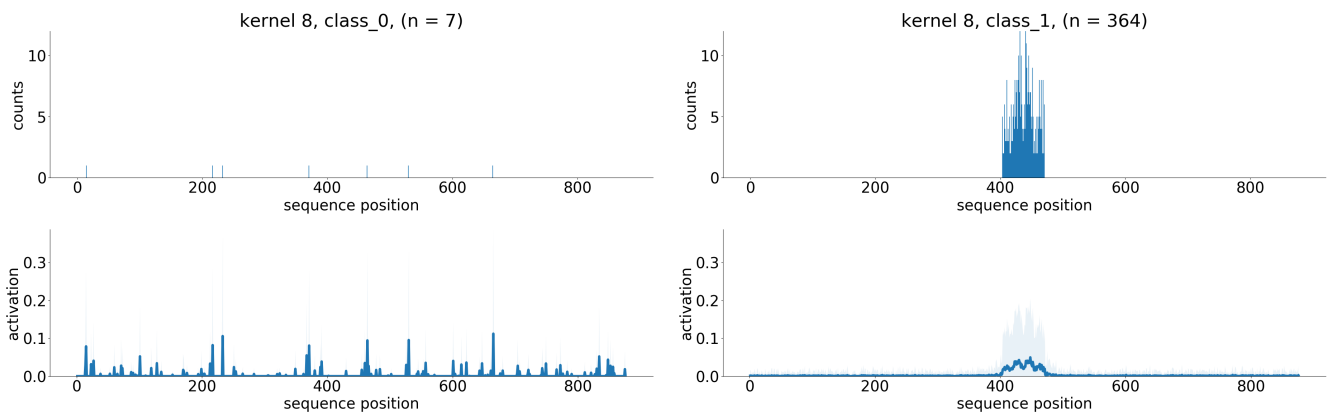 kernel 8, class_0, (n = 7)
10
5
0
counts
0 200 400 600 800
sequence position
kernel 8, class_1, (n = 364)
10
5
0
counts
0 200 400 600 800
sequence position
0.3
0.2
0.1
0.0
activation
0 200 400 600 800
sequence position
0.3
0.2
0.1
0.0
activation
0 200 400 600 800
sequence position